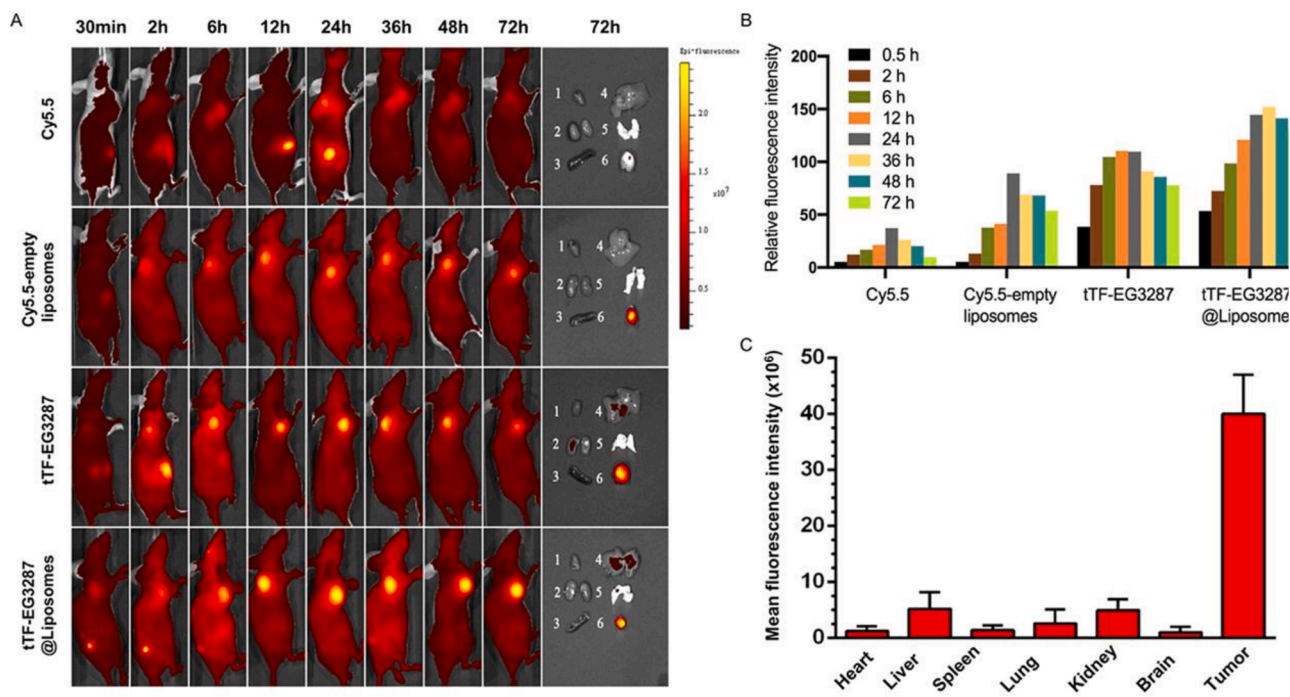 A
30min 2h 6h 12h 24h 36h 48h 72h 72h
Cy5.5
1 4
2 5
3 6
Cy5.5-empty
liposomes
1 4
2 5
3 6
tTF-EG3287
1 4
2 5
3 6
tTF-EG3287
@Liposomes
1 4
2 5
3 6
Epi-fluorescence
2.0
1.5
×10⁷
1.0
0.5
B
Relative fluorescence intensity
200
150
100
50
0
0.5 h
2 h
6 h
12 h
24 h
36 h
48 h
72 h
Cy5.5
Cy5.5-empty
liposomes
tTF-EG3287
tTF-EG3287
@Liposome
C
Mean fluorescence intensity (x10⁶)
50
40
30
20
10
0
Heart
Liver
Spleen
Lung
Kidney
Brain
Tumor